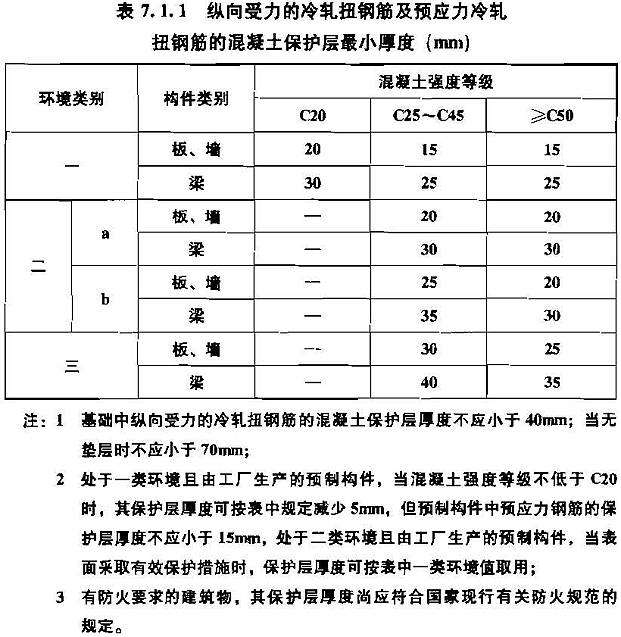 表 7.1.1 纵向受力的冷轧扭钢筋及预应力冷轧
扭钢筋的混凝土保护层最小厚度 (mm)
环境类别 构件类别 混凝土强度等级
C20 C25～C45 ≥C50
一 板、墙 20 15 15
梁 30 25 25
二 a 板、墙 — 20 20
梁 — 30 30
b 板、墙 — 25 20
梁 — 35 30
三 板、墙 — 30 25
梁 — 40 35
注: 1 基础中纵向受力的冷轧扭钢筋的混凝土保护层厚度不应小于 40mm; 当无
垫层时不应小于 70mm;
2 处于一类环境且由工厂生产的预制构件, 当混凝土强度等级不低于 C20
时, 其保护层厚度可按表中规定减少 5mm, 但预制构件中预应力钢筋的保
护层厚度不应小于 15mm, 处于二类环境且由工厂生产的预制构件, 当表
面采取有效保护措施时, 保护层厚度可按表中一类环境值取用;
3 有防火要求的建筑物, 其保护层厚度尚应符合国家现行有关防火规范的
规定。